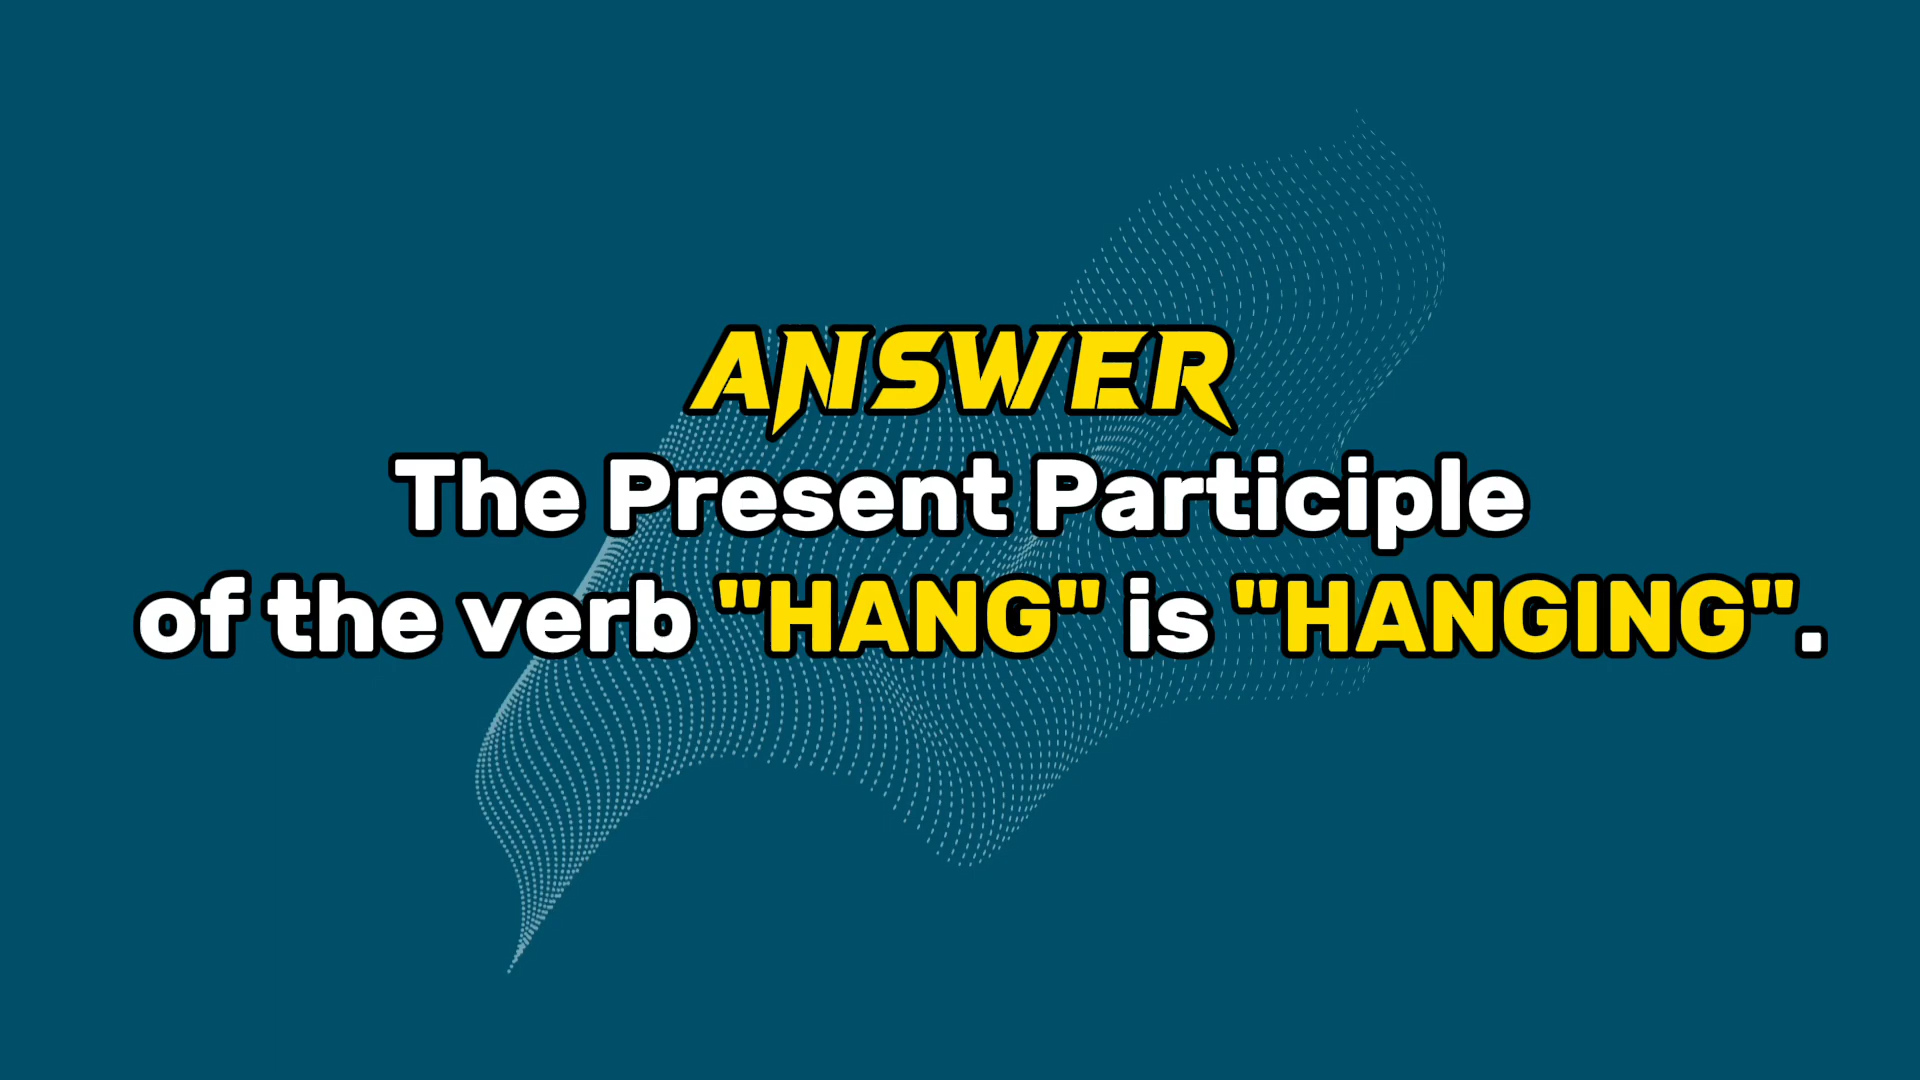 ANSWER
The Present Participle
of the verb "HANG" is "HANGING".